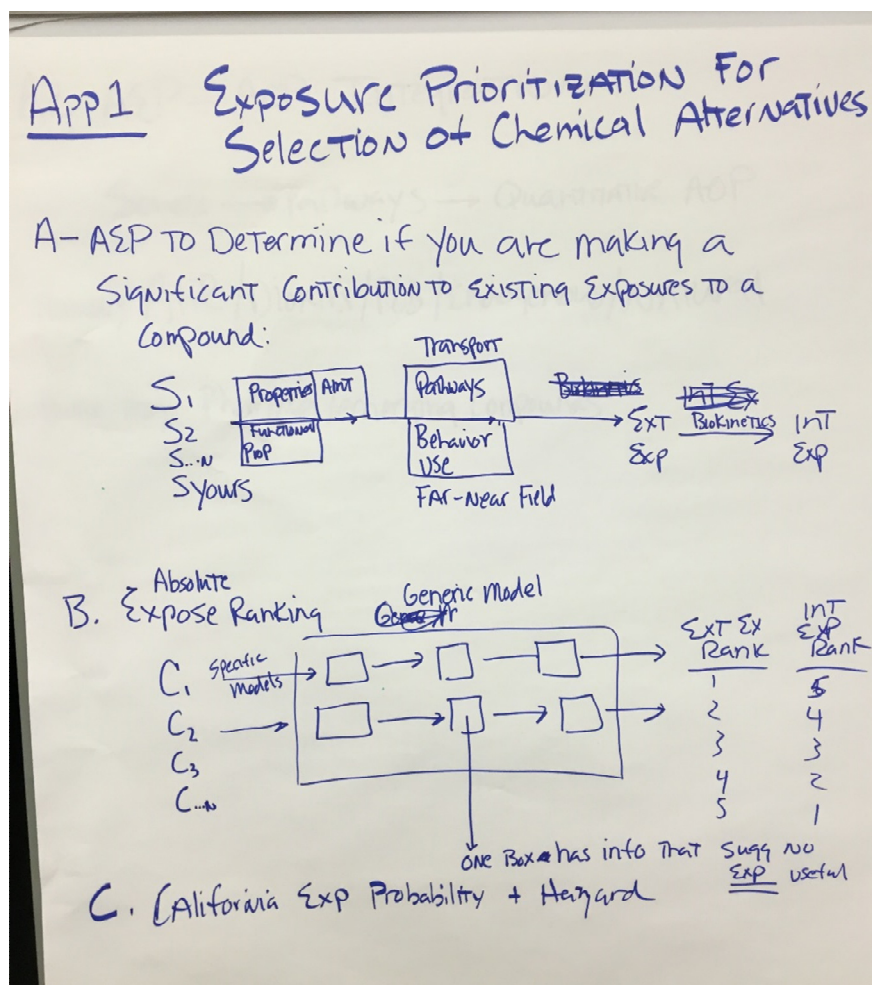 App1 Exposure Prioritization For
Selection of Chemical Alternatives
A- AEP To Determine if you are making a
Significant Contribution to Existing Exposures to a
Compound:
Transport
S1 Properties Amt Pathways
S2 Functional Prop Behavior Use Ext Exp Biokinetics Int Exp
S...N
Syours
Far-Near Field
Absolute
B. Expose Ranking
Generic Model
Ext Ex Rank Int Exp Rank
C1 Specific Models
C2
C3
C...N
1 5
2 4
3 3
4 2
5 1
One Box has info That Sugg No
Exp useful
C. California Exp Probability + Hazard